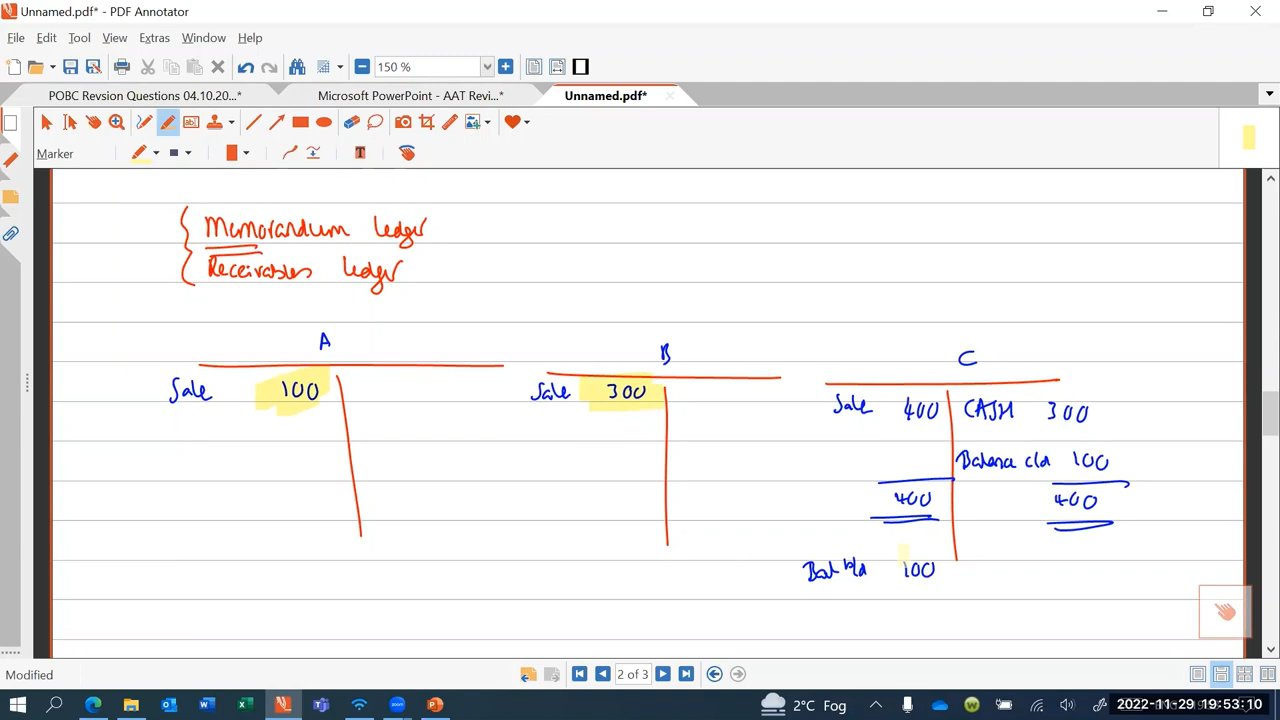 Unnamed.pdf* - PDF Annotator
File Edit Tool View Extras Window Help
150 %
POBC Revsion Questions 04.10.20...* Microsoft PowerPoint - AAT Revi...* Unnamed.pdf*
Marker
Memorandum ledger
Receivables ledger
A B C
Sale 100 Sale 300 Sale 400 CASH 300
Balance c/d 100
400 400
Bal b/d 100
2 of 3
Modified
2°C Fog 2022-11-29 19:53:10